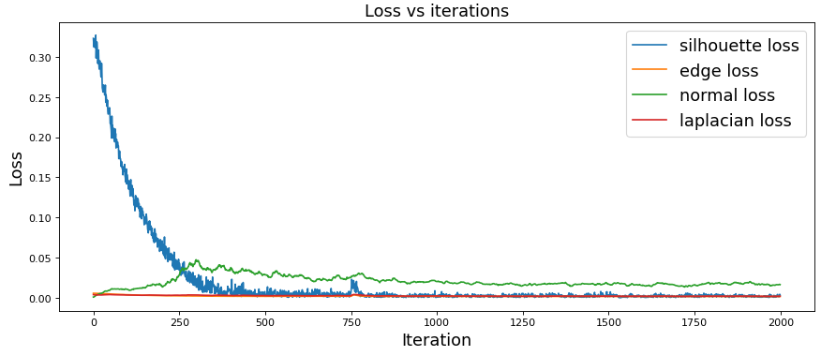 Loss vs iterations
0.30
0.25
0.20
0.15
0.10
0.05
0.00
Loss
silhouette loss
edge loss
normal loss
laplacian loss
0 250 500 750 1000 1250 1500 1750 2000
Iteration